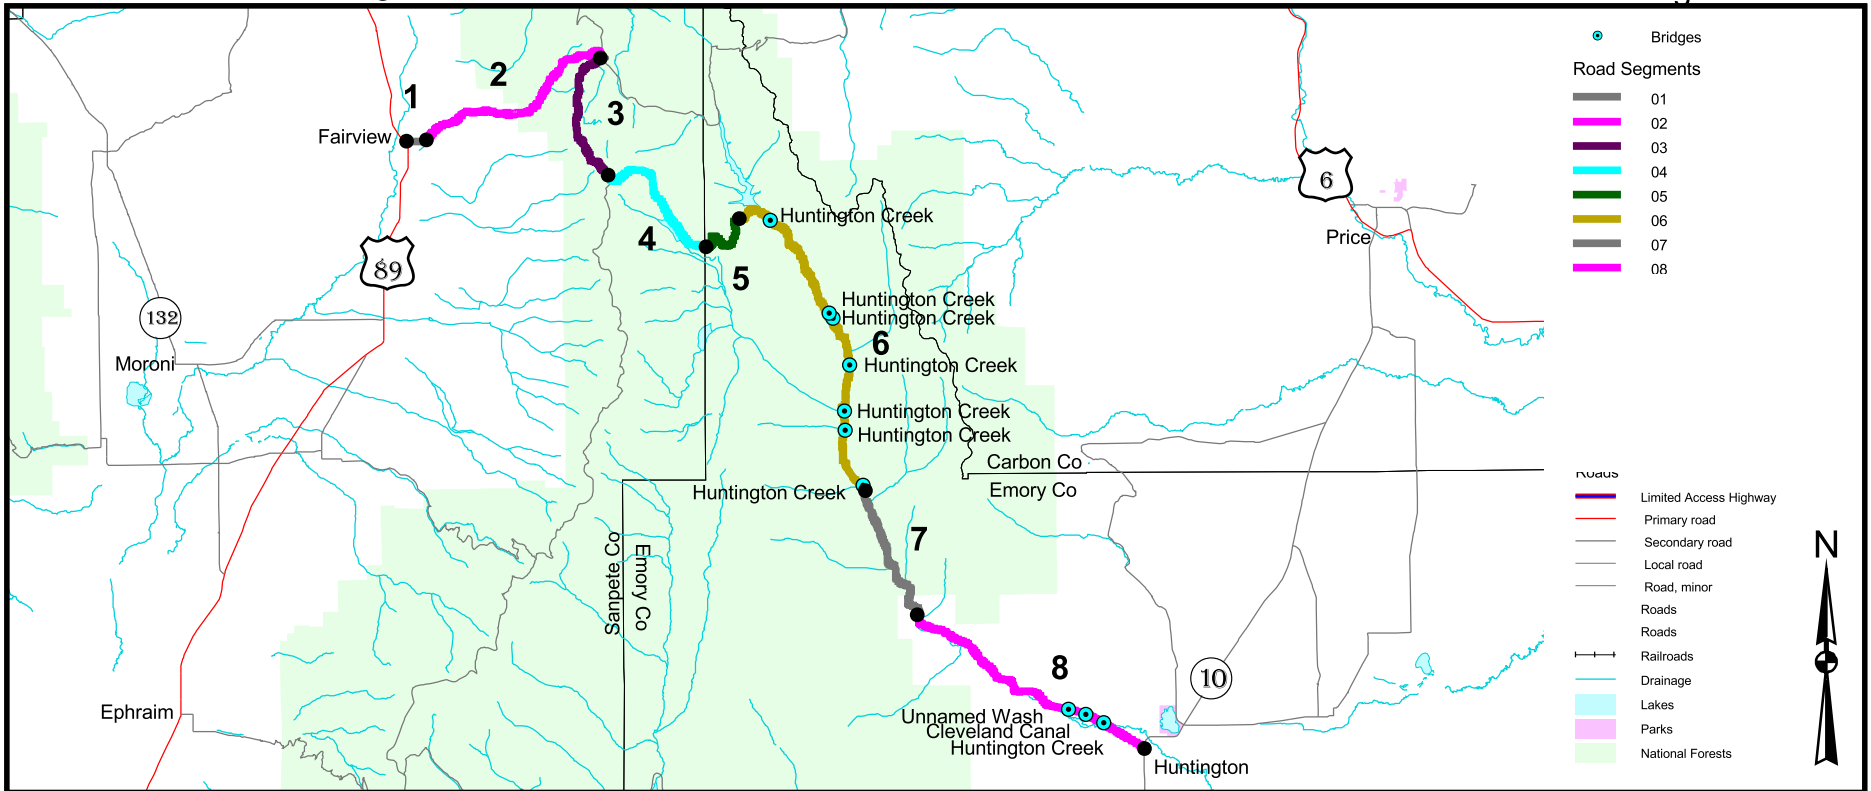 1
2
3
Fairview
4
5
6
7
8
89
132
Moroni
Ephraim
Huntington Creek
Huntington Creek
Huntington Creek
Huntington Creek
Huntington Creek
Huntington Creek
Huntington Creek
Carbon Co
Emory Co
Sanpete Co
Emory Co
6
Price
10
Unnamed Wash
Cleveland Canal
Huntington Creek
Huntington
Bridges
Road Segments
01
02
03
04
05
06
07
08
Roads
Limited Access Highway
Primary road
Secondary road
Local road
Road, minor
Roads
Roads
Railroads
Drainage
Lakes
Parks
National Forests
N